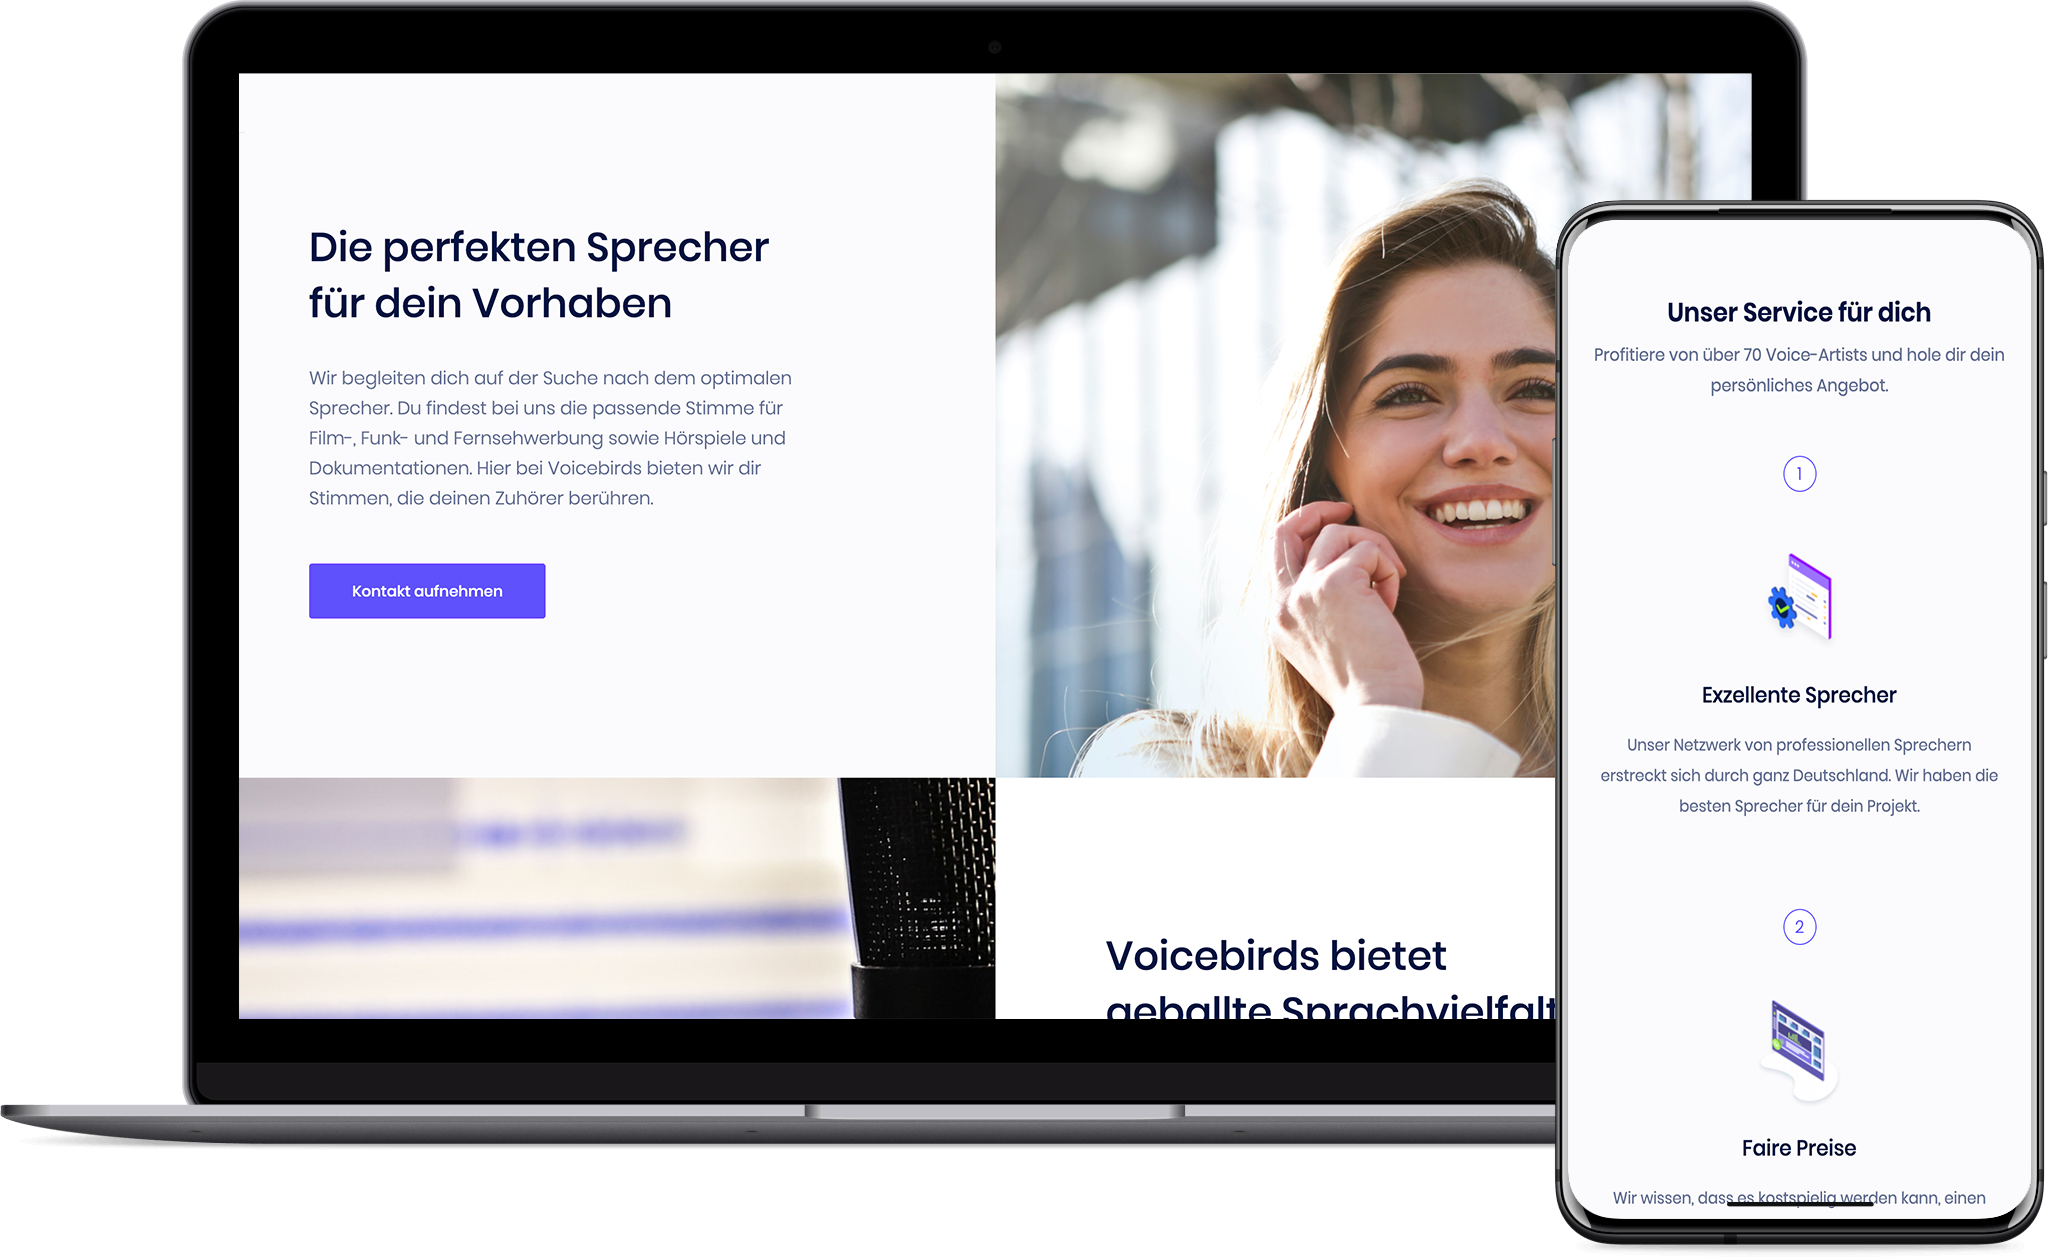 Die perfekten Sprecher
für dein Vorhaben
Wir begleiten dich auf der Suche nach dem optimalen
Sprecher. Du findest bei uns die passende Stimme für
Film-, Funk- und Fernsehwerbung sowie Hörspiele und
Dokumentationen. Hier bei Voicebirds bieten wir dir
Stimmen, die deinen Zuhörer berühren.
Kontakt aufnehmen
Voicebirds bietet
geballte Sprachvielfalt
Unser Service für dich
Profitiere von über 70 Voice-Artists und hole dir dein
persönliches Angebot.
1
Exzellente Sprecher
Unser Netzwerk von professionellen Sprechern
erstreckt sich durch ganz Deutschland. Wir haben die
besten Sprecher für dein Projekt.
2
Faire Preise
Wir wissen, dass es kostspielig werden kann, einen